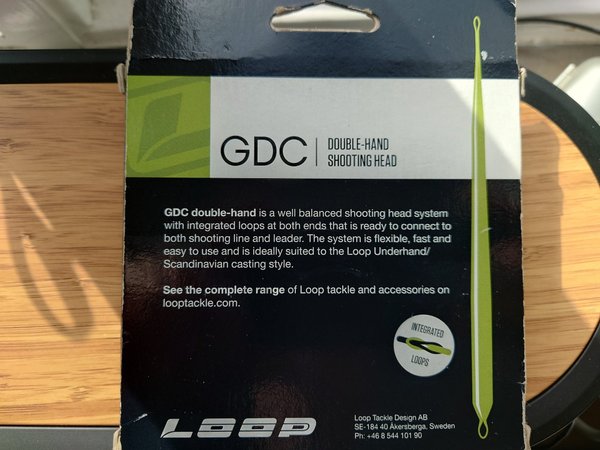 GDC
DOUBLE-HAND
SHOOTING HEAD
GDC double-hand is a well balanced shooting head system
with integrated loops at both ends that is ready to connect to
both shooting line and leader. The system is flexible, fast and
easy to use and is ideally suited to the Loop Underhand/
Scandinavian casting style.
See the complete range of Loop tackle and accessories on
looptackle.com.
INTEGRATED
LOOPS
LOOP
Loop Tackle Design AB
SE-184 40 Åkersberga, Sweden
Ph: +46 8 544 101 90